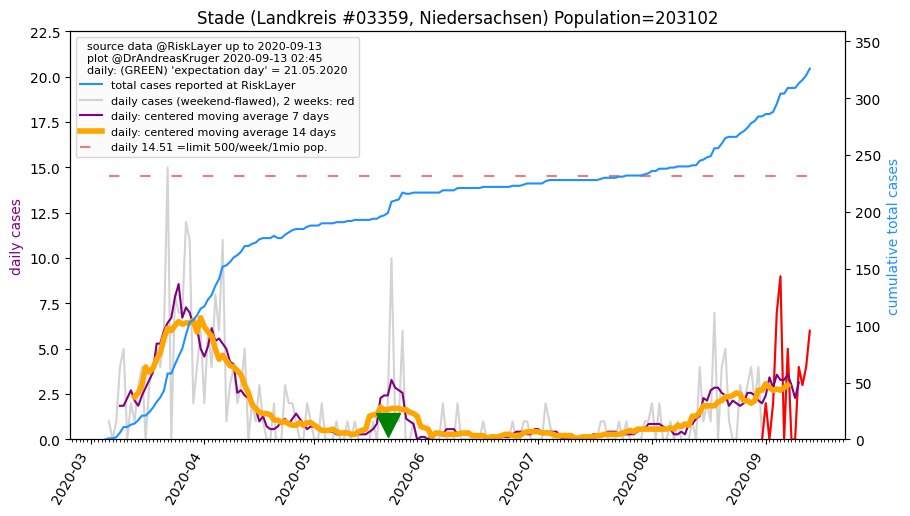 Stade (Landkreis #03359, Niedersachsen) Population=203102
source data @RiskLayer up to 2020-09-13
plot @DrAndreasKruger 2020-09-13 02:45
daily: (GREEN) 'expectation day' = 21.05.2020
total cases reported at RiskLayer
daily cases (weekend-flawed), 2 weeks: red
daily: centered moving average 7 days
daily: centered moving average 14 days
daily 14.51 =limit 500/week/1mio pop.
daily cases
22.5
20.0
17.5
15.0
12.5
10.0
7.5
5.0
2.5
0.0
350
300
250
200
150
100
50
0
cumulative total cases
2020-03
2020-04
2020-05
2020-06
2020-07
2020-08
2020-09